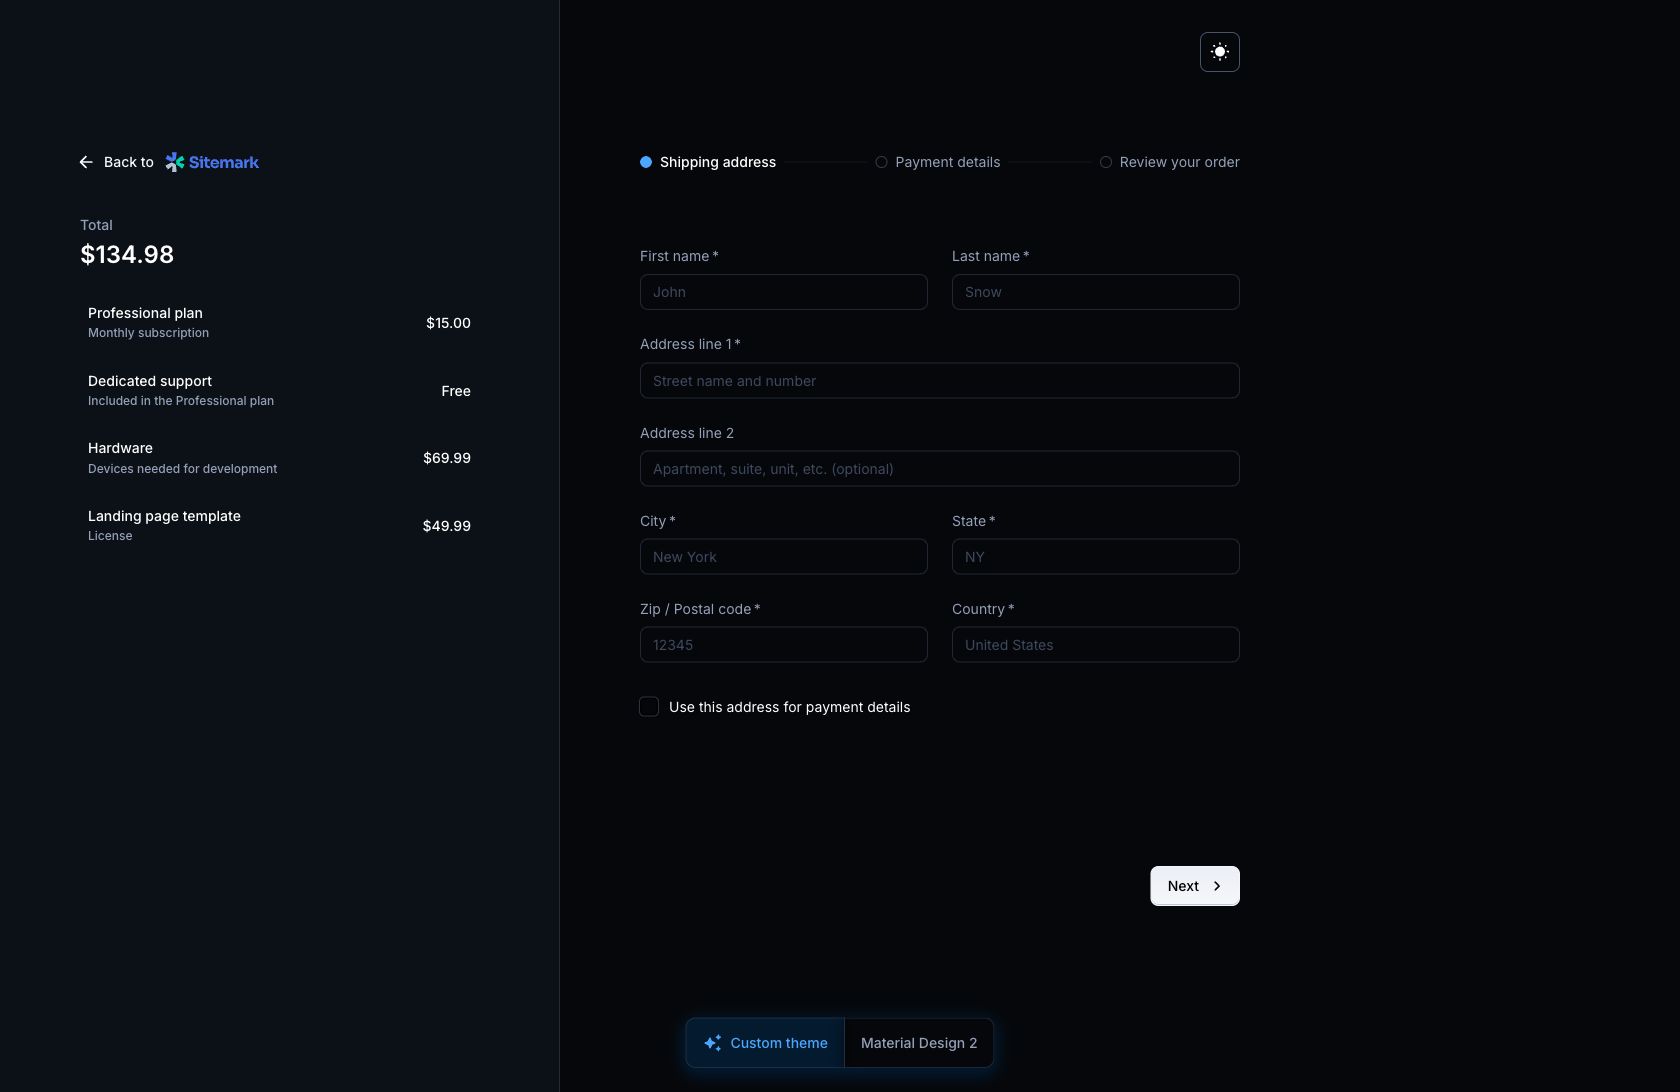 Back to Sitemark
Total
$134.98
Professional plan
Monthly subscription
$15.00
Dedicated support
Included in the Professional plan
Free
Hardware
Devices needed for development
$69.99
Landing page template
License
$49.99
Shipping address
Payment details
Review your order
First name *
John
Last name *
Snow
Address line 1 *
Street name and number
Address line 2
Apartment, suite, unit, etc. (optional)
City *
New York
State *
NY
Zip / Postal code *
12345
Country *
United States
Use this address for payment details
Next
Custom theme
Material Design 2